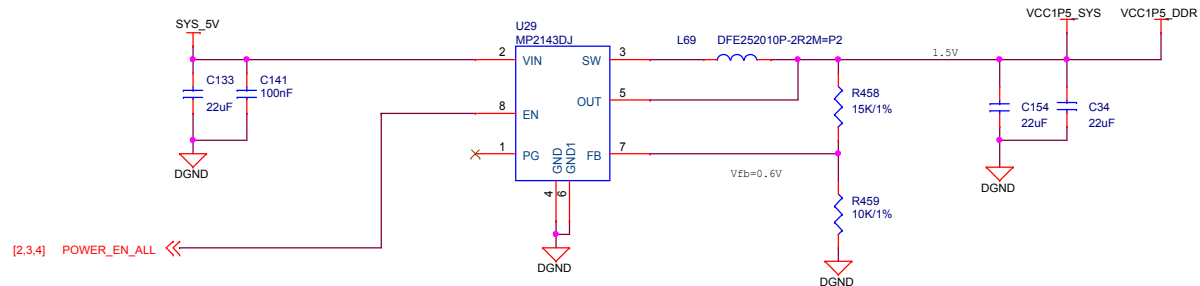 VCC1P5_SYS VCC1P5_DDR
SYS_5V
U29
MP2143DJ
L69 DFE252010P-2R2M=P2
1.5V
2 VIN SW 3
C133
22uF
C141
100nF
OUT 5
R458
15K/1%
8 EN
C154
22uF
C34
22uF
1 PG GND GND1 FB 7
4 6
DGND
Vfb=0.6V
DGND
R459
10K/1%
[2,3,4] POWER_EN_ALL
DGND
DGND